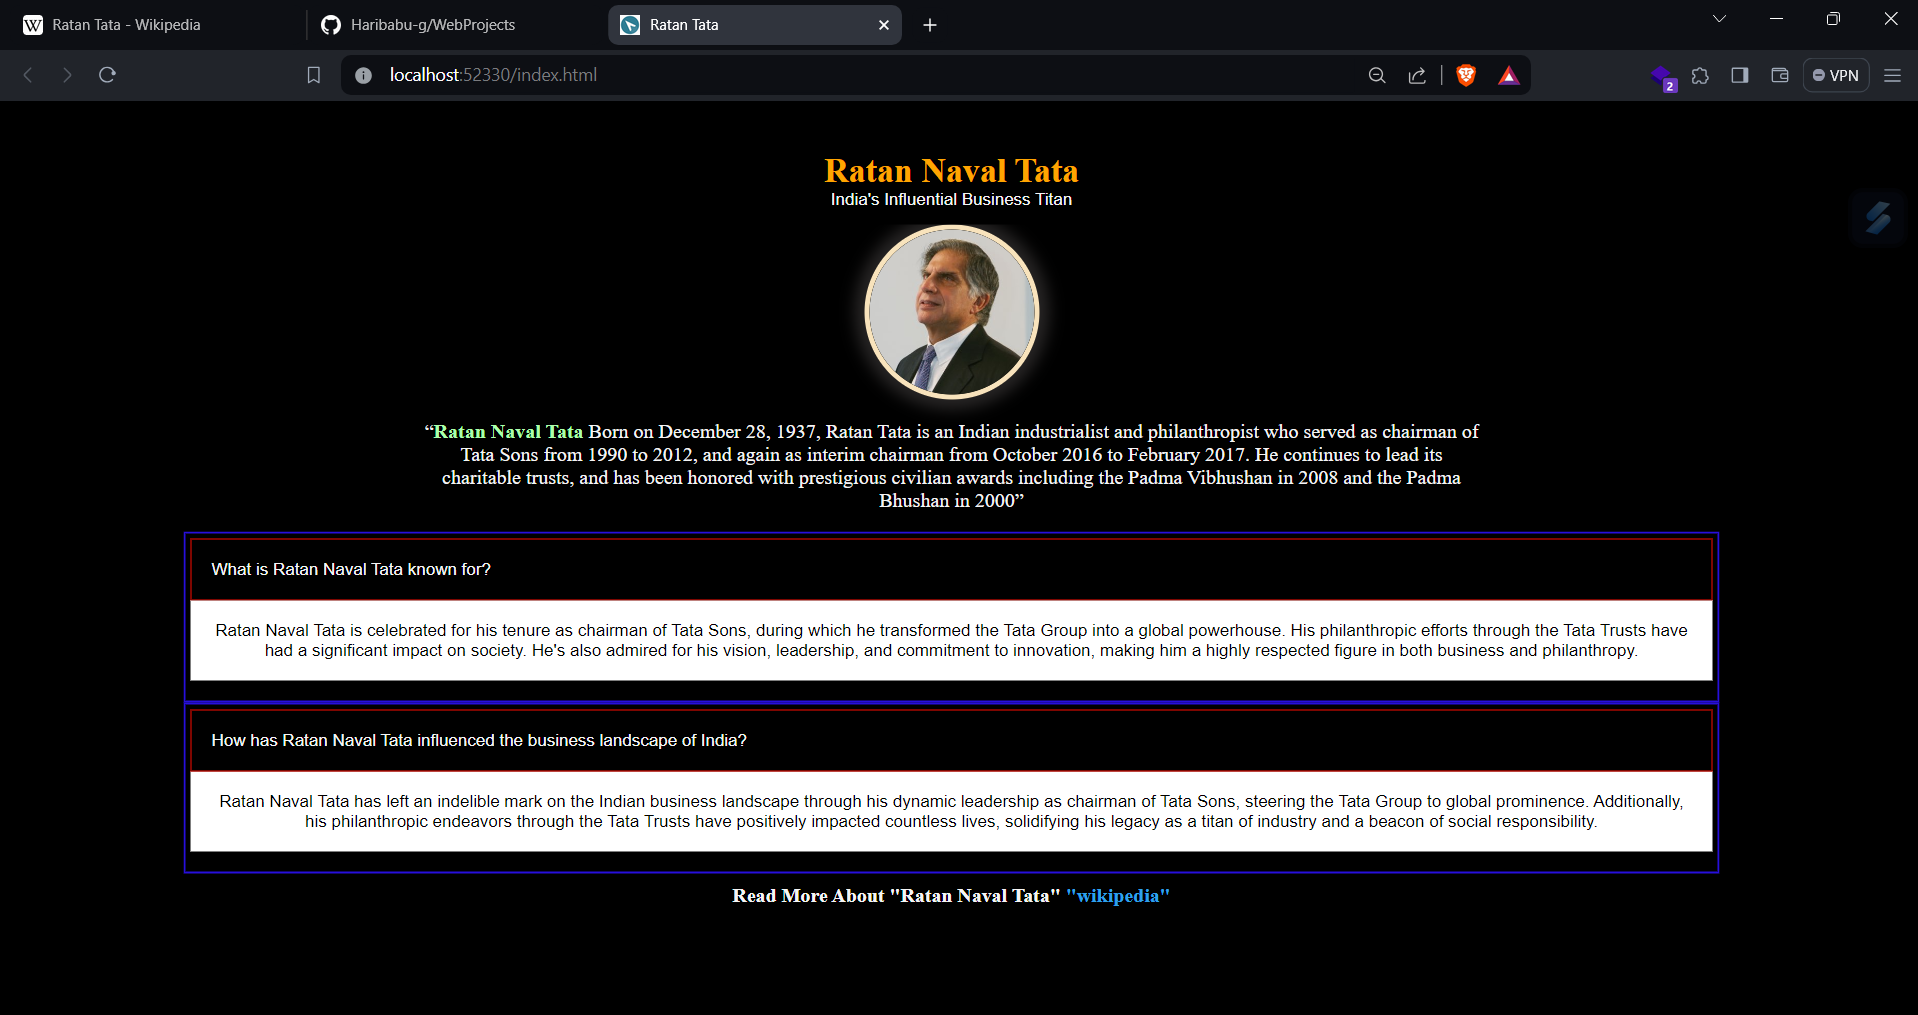 Ratan Tata - Wikipedia
Haribabu-g/WebProjects
Ratan Tata
localhost:52330/index.html
2
VPN
Ratan Naval Tata
India's Influential Business Titan
“Ratan Naval Tata Born on December 28, 1937, Ratan Tata is an Indian industrialist and philanthropist who served as chairman of
Tata Sons from 1990 to 2012, and again as interim chairman from October 2016 to February 2017. He continues to lead its
charitable trusts, and has been honored with prestigious civilian awards including the Padma Vibhushan in 2008 and the Padma
Bhushan in 2000”
What is Ratan Naval Tata known for?
Ratan Naval Tata is celebrated for his tenure as chairman of Tata Sons, during which he transformed the Tata Group into a global powerhouse. His philanthropic efforts through the Tata Trusts have
had a significant impact on society. He's also admired for his vision, leadership, and commitment to innovation, making him a highly respected figure in both business and philanthropy.
How has Ratan Naval Tata influenced the business landscape of India?
Ratan Naval Tata has left an indelible mark on the Indian business landscape through his dynamic leadership as chairman of Tata Sons, steering the Tata Group to global prominence. Additionally,
his philanthropic endeavors through the Tata Trusts have positively impacted countless lives, solidifying his legacy as a titan of industry and a beacon of social responsibility.
Read More About "Ratan Naval Tata" "wikipedia"